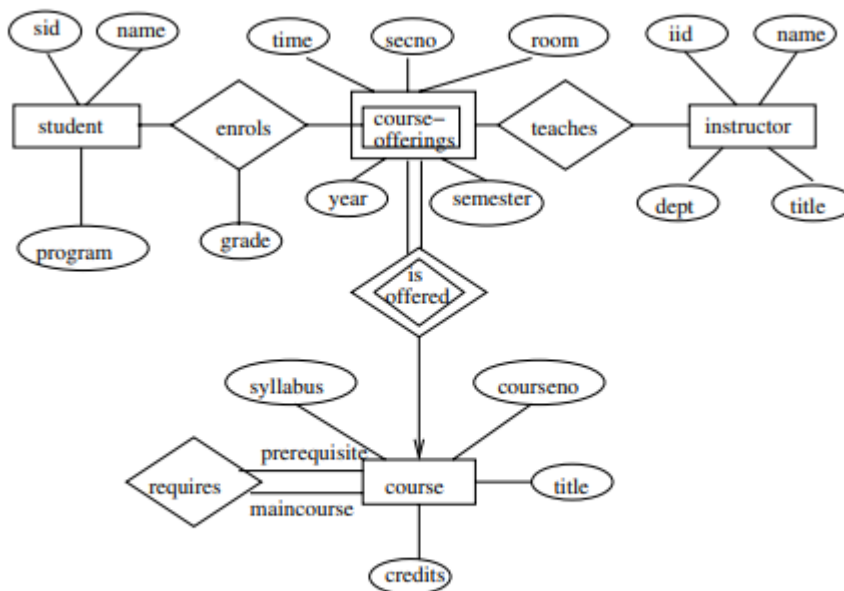 sid
name
time
secno
room
iid
name
student
enrols
course-
offerings
teaches
instructor
program
grade
year
semester
dept
title
is
offered
syllabus
courseno
prerequisite
requires
maincourse
course
title
credits